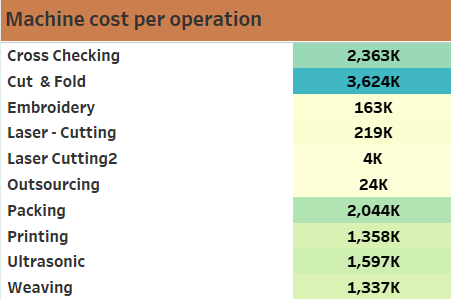 Machine cost per operation
Cross Checking 2,363K
Cut & Fold 3,624K
Embroidery 163K
Laser - Cutting 219K
Laser Cutting2 4K
Outsourcing 24K
Packing 2,044K
Printing 1,358K
Ultrasonic 1,597K
Weaving 1,337K